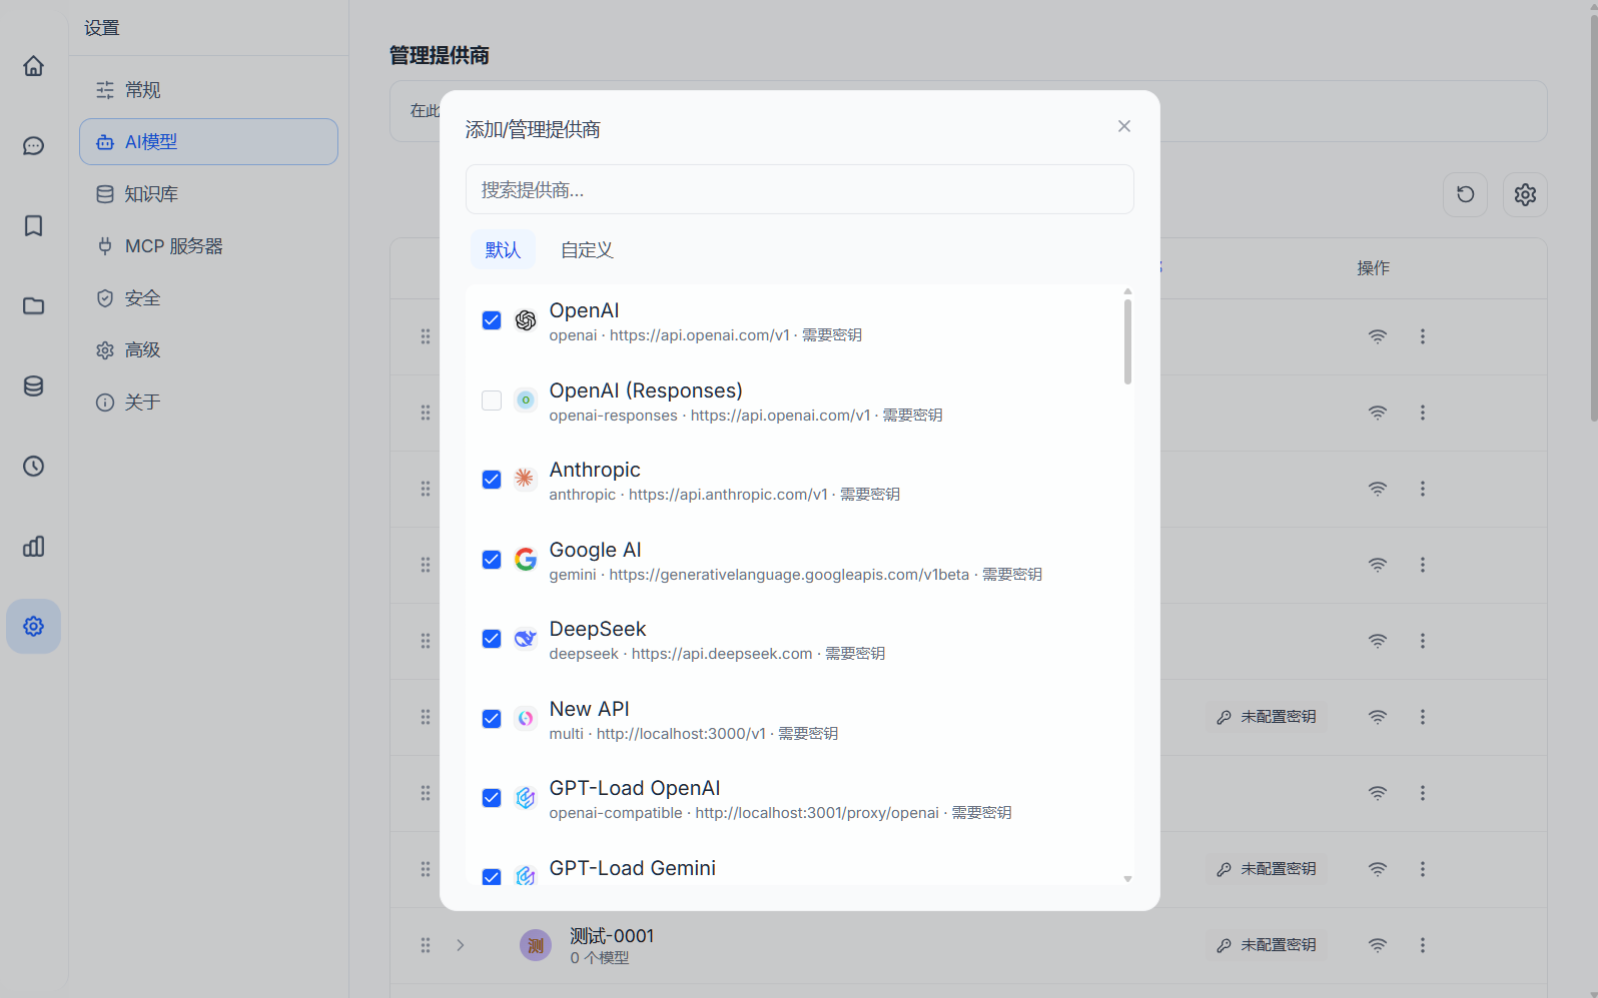 设置
常规
AI模型
知识库
MCP 服务器
安全
高级
关于
管理提供商
在此
操作
添加/管理提供商
搜索提供商...
默认
自定义
OpenAI
openai · https://api.openai.com/v1 · 需要密钥
OpenAI (Responses)
openai-responses · https://api.openai.com/v1 · 需要密钥
Anthropic
anthropic · https://api.anthropic.com/v1 · 需要密钥
Google AI
gemini · https://generativelanguage.googleapis.com/v1beta · 需要密钥
DeepSeek
deepseek · https://api.deepseek.com · 需要密钥
New API
multi · http://localhost:3000/v1 · 需要密钥
未配置密钥
GPT-Load OpenAI
openai-compatible · http://localhost:3001/proxy/openai · 需要密钥
GPT-Load Gemini
未配置密钥
测
测试-0001
0 个模型
未配置密钥